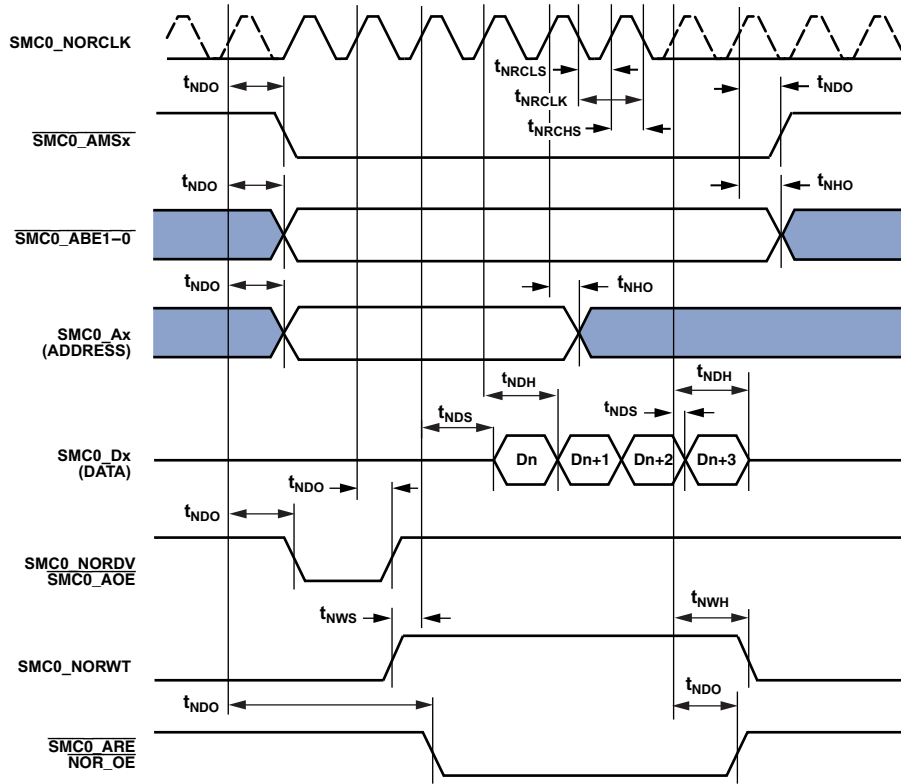 SMC0_NORCLK
tNRCLS
tNDO
tNRCLK
tNDO
tNRCHS
SMC0_AMSx
tNDO
tNHO
SMC0_ABE1-0
tNDO
tNHO
SMC0_Ax
(ADDRESS)
tNDH
tNDH
tNDS
tNDS
SMC0_Dx
(DATA)
Dn
Dn+1
Dn+2
Dn+3
tNDO
tNDO
SMC0_NORDV
SMC0_AOE
tNWS
tNWH
SMC0_NORWT
tNDO
tNDO
SMC0_ARE
NOR_OE